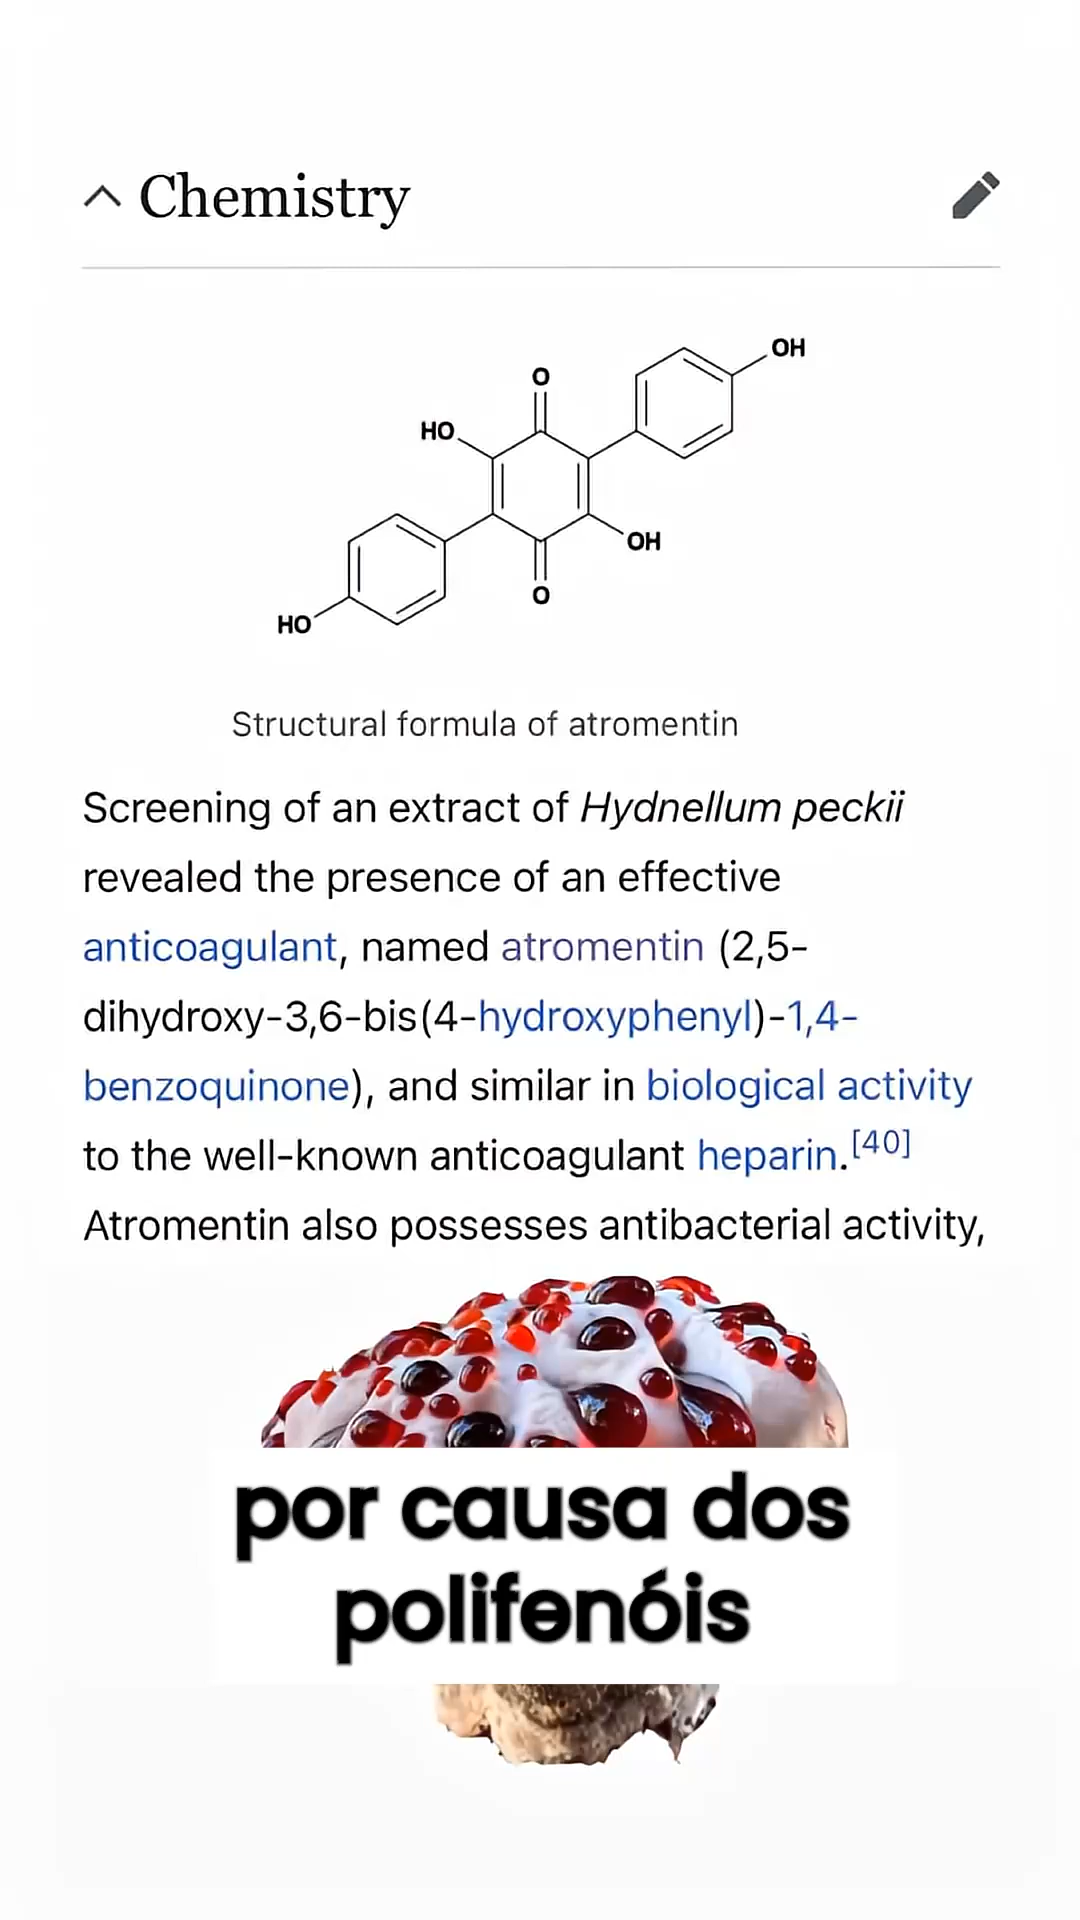 Chemistry
OH
O
HO
OH
O
HO
Structural formula of atromentin
Screening of an extract of Hydnellum peckii
revealed the presence of an effective
anticoagulant, named atromentin (2,5-
dihydroxy-3,6-bis(4-hydroxyphenyl)-1,4-
benzoquinone), and similar in biological activity
to the well-known anticoagulant heparin.[40]
Atromentin also possesses antibacterial activity,
por causa dos
polifenóis